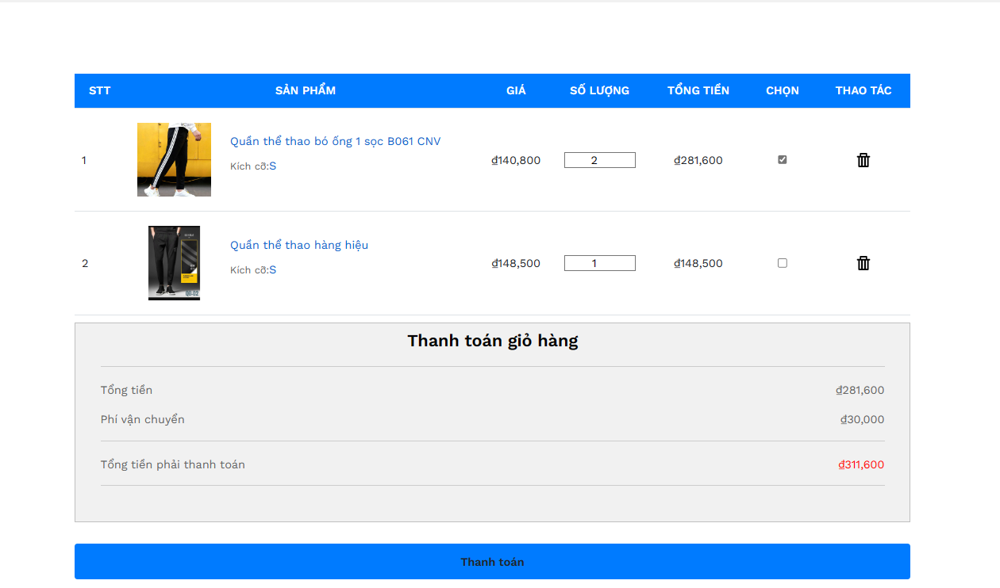 STT SẢN PHẨM GIÁ SỐ LƯỢNG TỔNG TIỀN CHỌN THAO TÁC
1 Quần thể thao bó ống 1 sọc B061 CNV ₫140,800 2 ₫281,600
Kích cỡ:S
2 Quần thể thao hàng hiệu ₫148,500 1 ₫148,500
Kích cỡ:S
QD-02
Thanh toán giỏ hàng
Tổng tiền ₫281,600
Phí vận chuyển ₫30,000
Tổng tiền phải thanh toán ₫311,600
Thanh toán